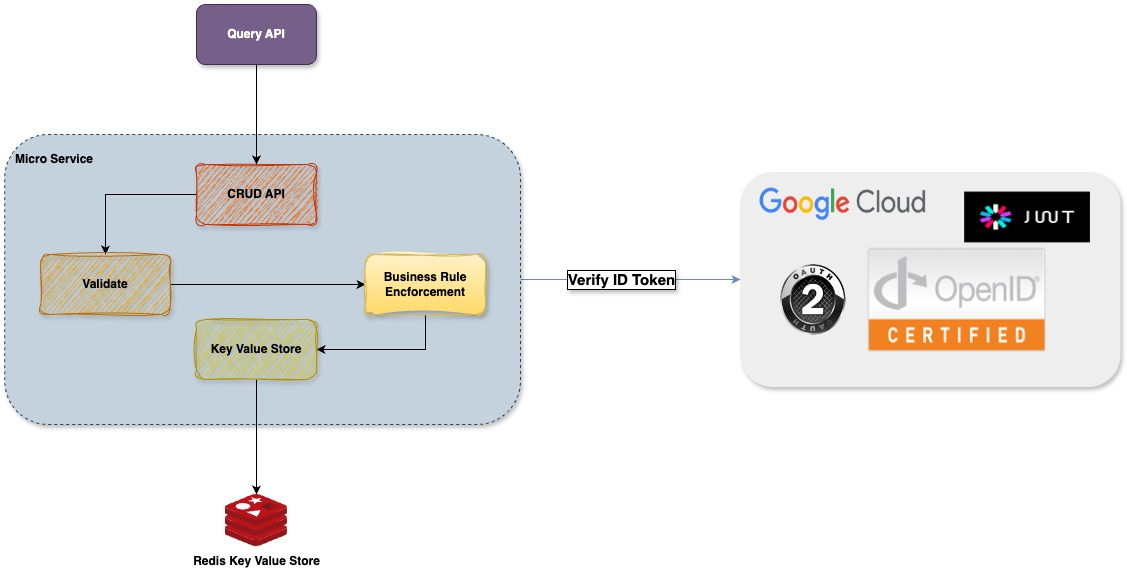 Query API
Micro Service
CRUD API
Validate
Business Rule
Encforcement
Key Value Store
Redis Key Value Store
Verify ID Token
Google Cloud
JWT
OAUTH
2
OAUTH
OpenID®
CERTIFIED